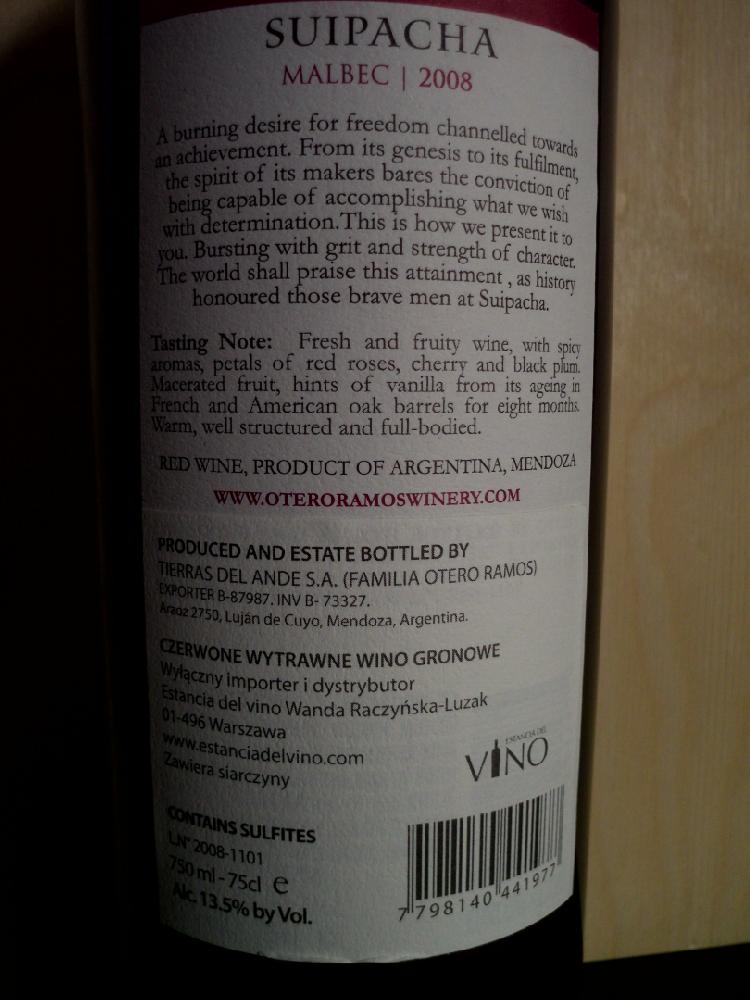 SUIPACHA
MALBEC | 2008
A burning desire for freedom channelled towards
an achievement. From its genesis to its fulfilment,
the spirit of its makers bares the conviction of
being capable of accomplishing what we wish
with determination.This is how we present it to
you. Bursting with grit and strength of character.
The world shall praise this attainment , as history
honoured those brave men at Suipacha.
Tasting Note: Fresh and fruity wine, with spicy
aromas, petals of red roses, cherry and black plum.
Macerated fruit, hints of vanilla from its ageing in
French and American oak barrels for eight months.
Warm, well structured and full-bodied.
RED WINE, PRODUCT OF ARGENTINA, MENDOZA
WWW.OTERORAMOSWINERY.COM
PRODUCED AND ESTATE BOTTLED BY
TIERRAS DEL ANDE S.A. (FAMILIA OTERO RAMOS)
EXPORTER B-87987. INV B- 73327.
Araoz 2750, Luján de Cuyo, Mendoza, Argentina.
CZERWONE WYTRAWNE WINO GRONOWE
Wyłączny importer i dystrybutor
Estancia del vino Wanda Raczyńska-Luzak
01-496 Warszawa
www.estanciadelvino.com
Zawiera siarczyny
ESTANCIA DEL
VINO
CONTAINS SULFITES
LN° 2008-1101
750 ml - 75cl e
Alc. 13.5% by Vol.
7 798140 441977